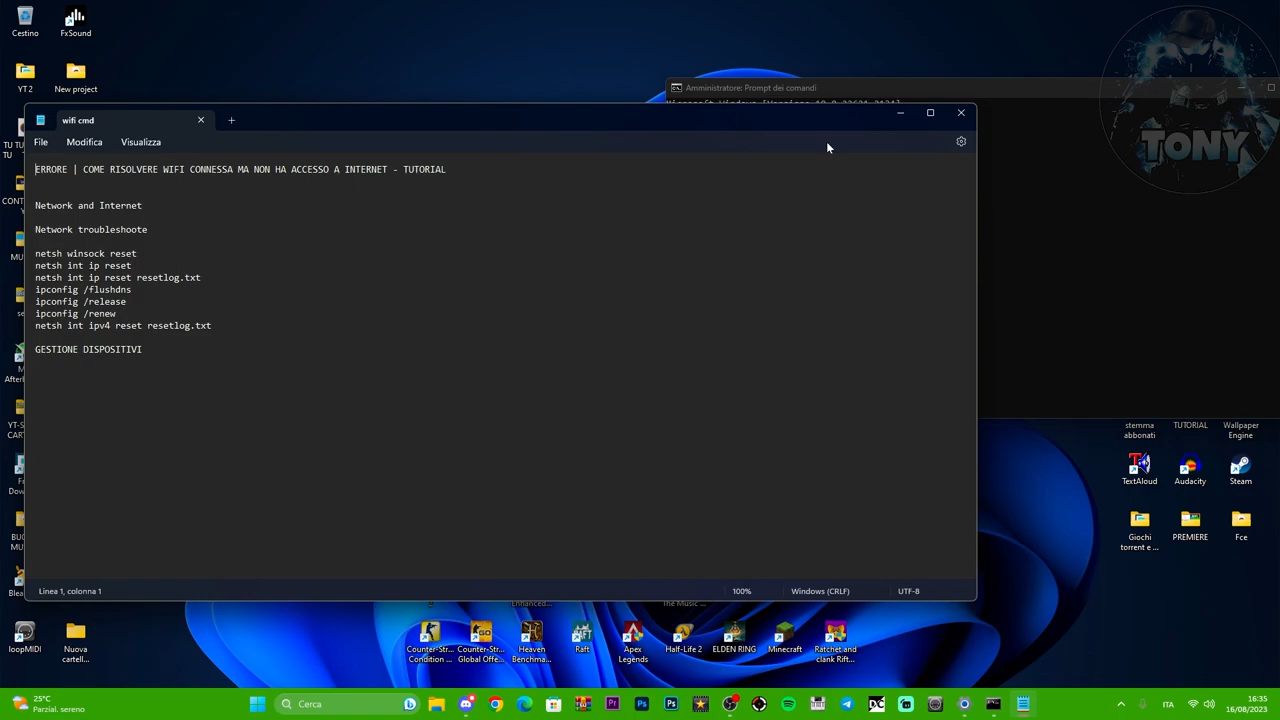 Cestino
FxSound
YT 2
New project
Amministratore: Prompt dei comandi
TONY
wifi cmd
File
Modifica
Visualizza
ERRORE | COME RISOLVERE WIFI CONNESSA MA NON HA ACCESSO A INTERNET - TUTORIAL
Network and Internet
Network troubleshoote
netsh winsock reset
netsh int ip reset
netsh int ip reset resetlog.txt
ipconfig /flushdns
ipconfig /release
ipconfig /renew
netsh int ipv4 reset resetlog.txt
GESTIONE DISPOSITIVI
stemma abbonati
TUTORIAL
Wallpaper Engine
TextAloud
Audacity
Steam
Giochi torrent e ...
PREMIERE
Fce
Linea 1, colonna 1
100%
Windows (CRLF)
UTF-8
loopMIDI
Nuova cartell...
Counter-Str... Condition ...
Counter-Str... Global Offe...
Heaven Benchma...
Raft
Apex Legends
Half-Life 2
ELDEN RING
Minecraft
Ratchet and clank Rift...
25°C
Parzial. sereno
Cerca
ITA
16:35
16/08/2023